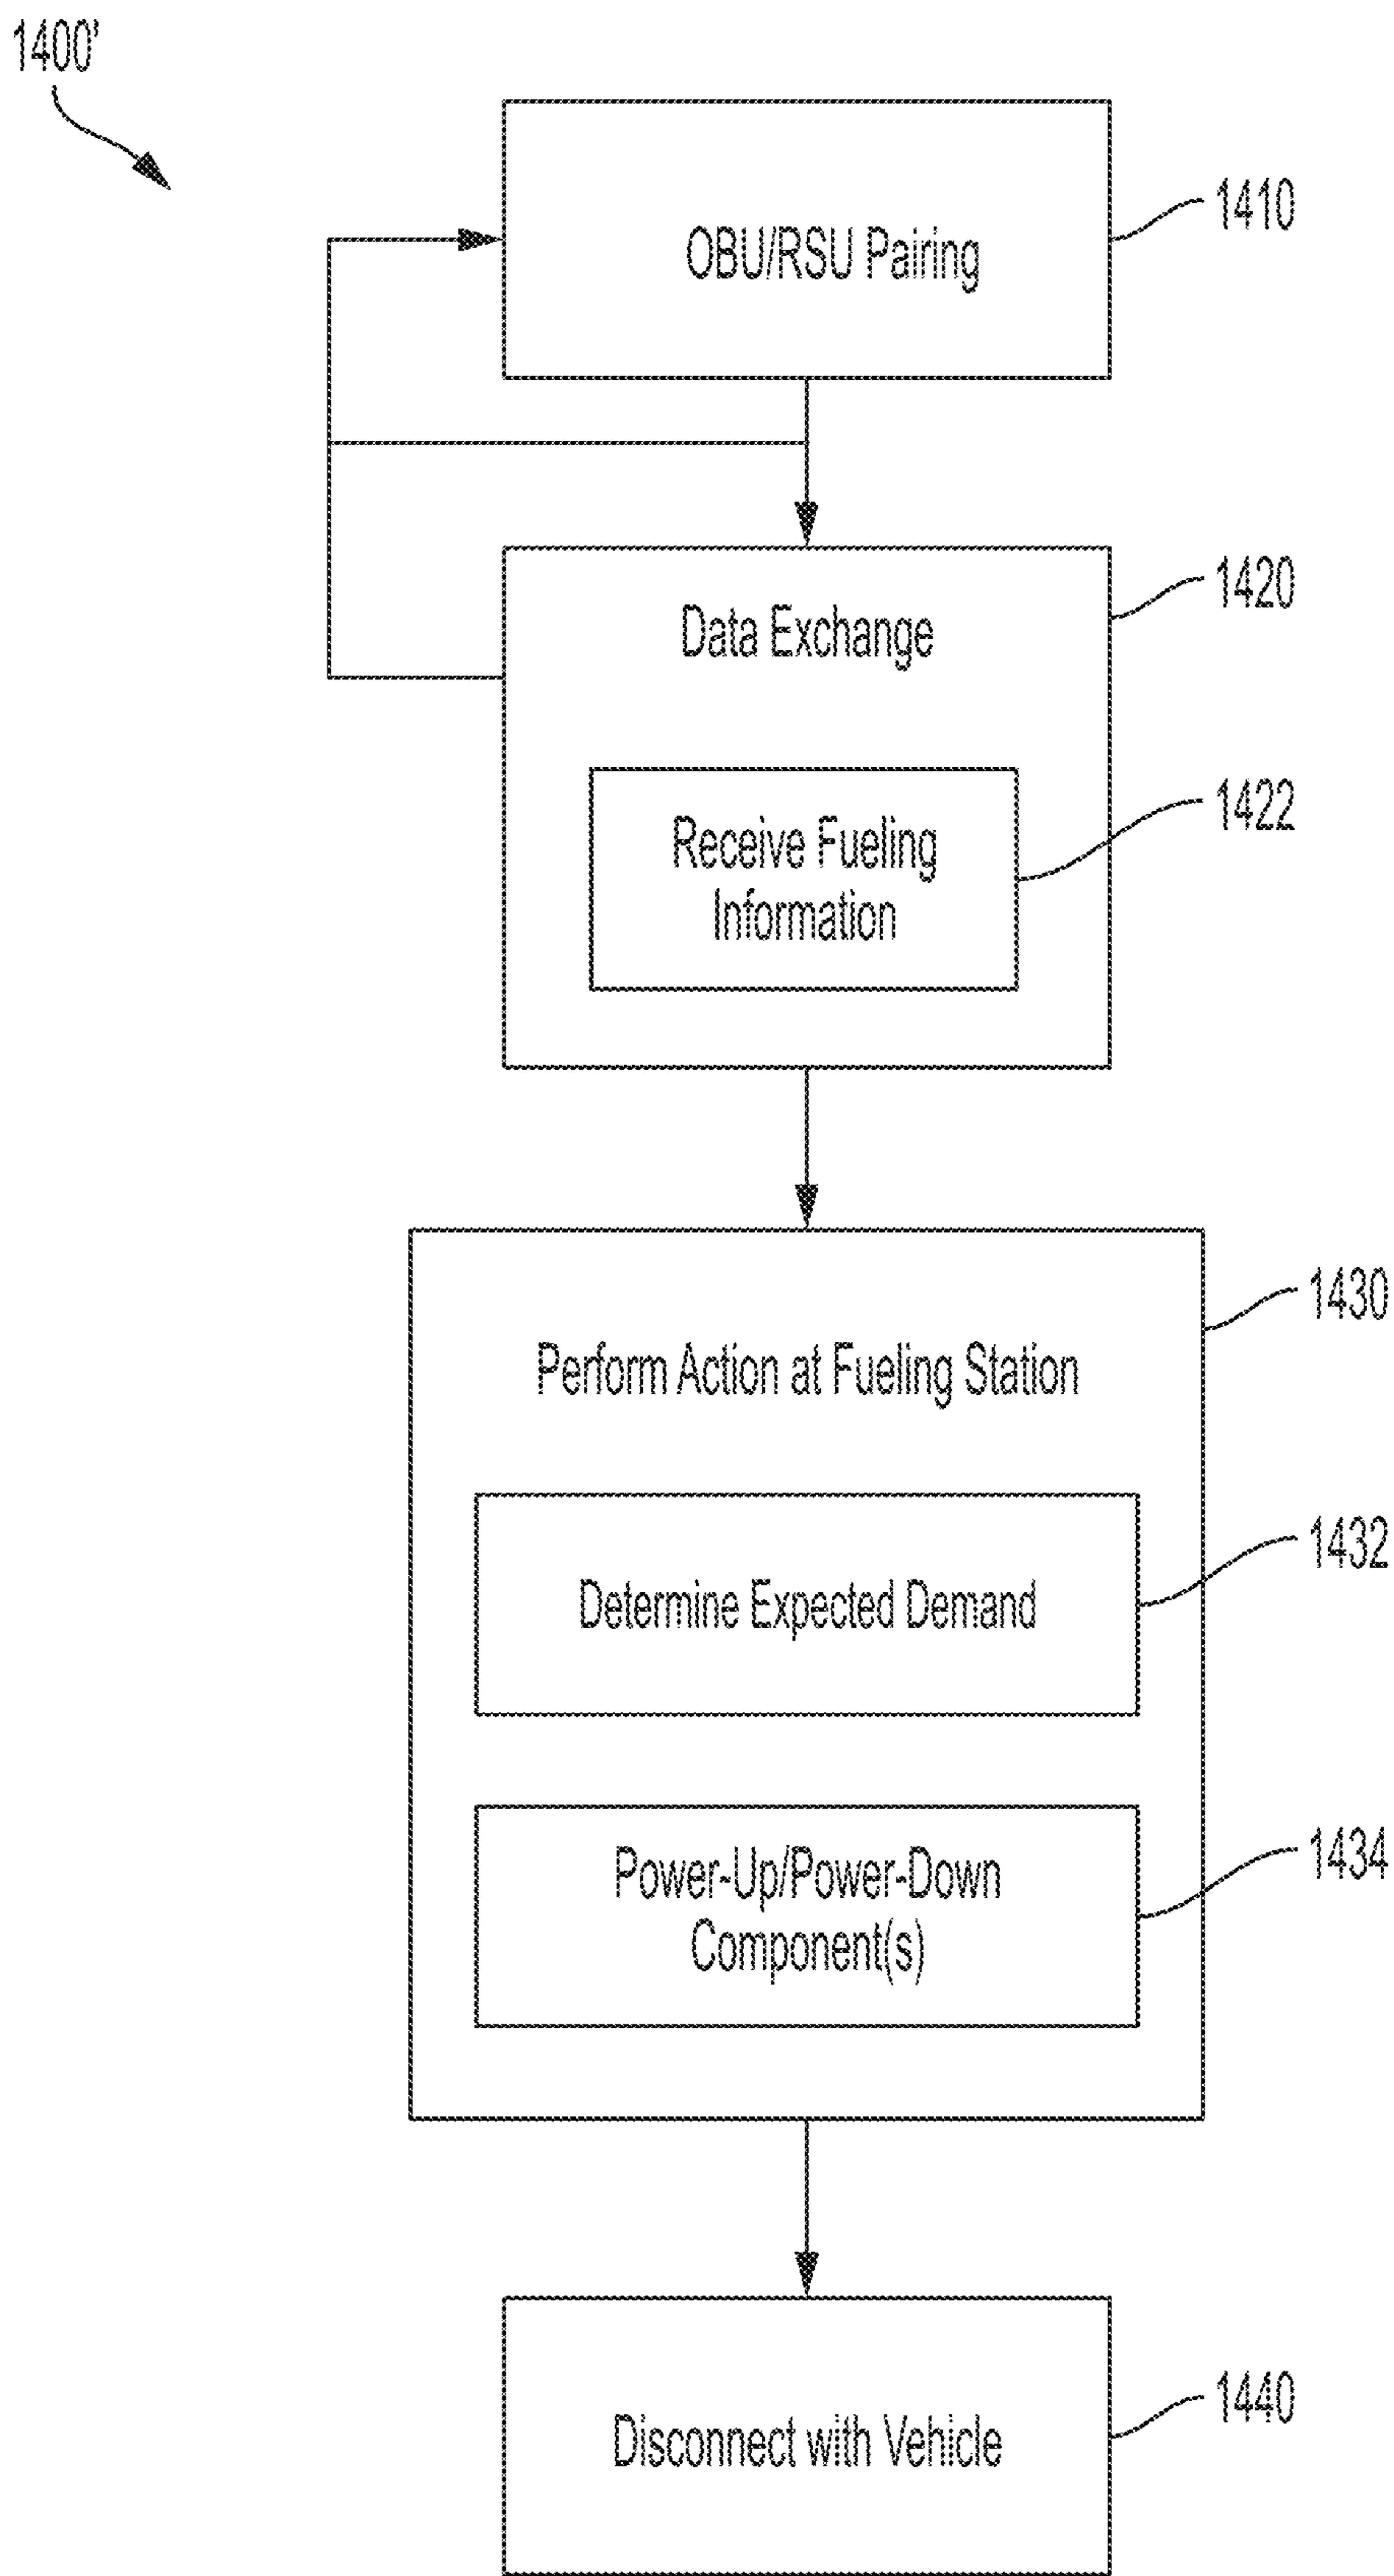 1400'
OBU/RSU Pairing
1410
Data Exchange
1420
Receive Fueling
Information
1422
Perform Action at Fueling Station
1430
Determine Expected Demand
1432
Power-Up/Power-Down
Component(s)
1434
Disconnect with Vehicle
1440